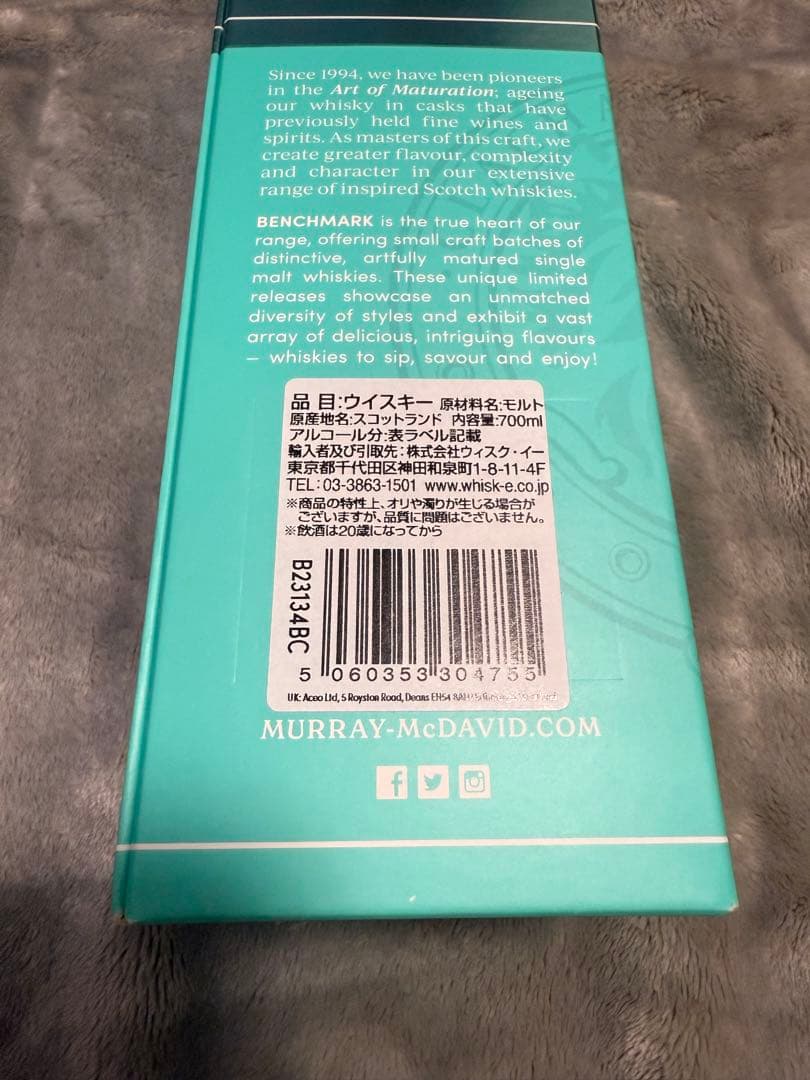 Since 1994, we have been pioneers
in the Art of Maturation; ageing
our whisky in casks that have
previously held fine wines and
spirits. As masters of this craft, we
create greater flavour, complexity
and character in our extensive
range of inspired Scotch whiskies.
BENCHMARK is the true heart of our
range, offering small craft batches of
distinctive, artfully matured single
malt whiskies. These unique limited
releases showcase an unmatched
diversity of styles and exhibit a vast
array of delicious, intriguing flavours
– whiskies to sip, savour and enjoy!
品 目:ウイスキー 原材料名:モルト
原産地名:スコットランド 内容量:700ml
アルコール分:表ラベル記載
輸入者及び引取先:株式会社ウィスク・イー
東京都千代田区神田和泉町1-8-11-4F
TEL:03-3863-1501 www.whisk-e.co.jp
※商品の特性上、オリや濁りが生じる場合が
ございますが、品質に問題はございません。
※飲酒は20歳になってから
B23134BC
5 060353 304755
UK: Aceo Ltd, 5 Royston Road, Deans EH54
MURRAY-McDAVID.COM